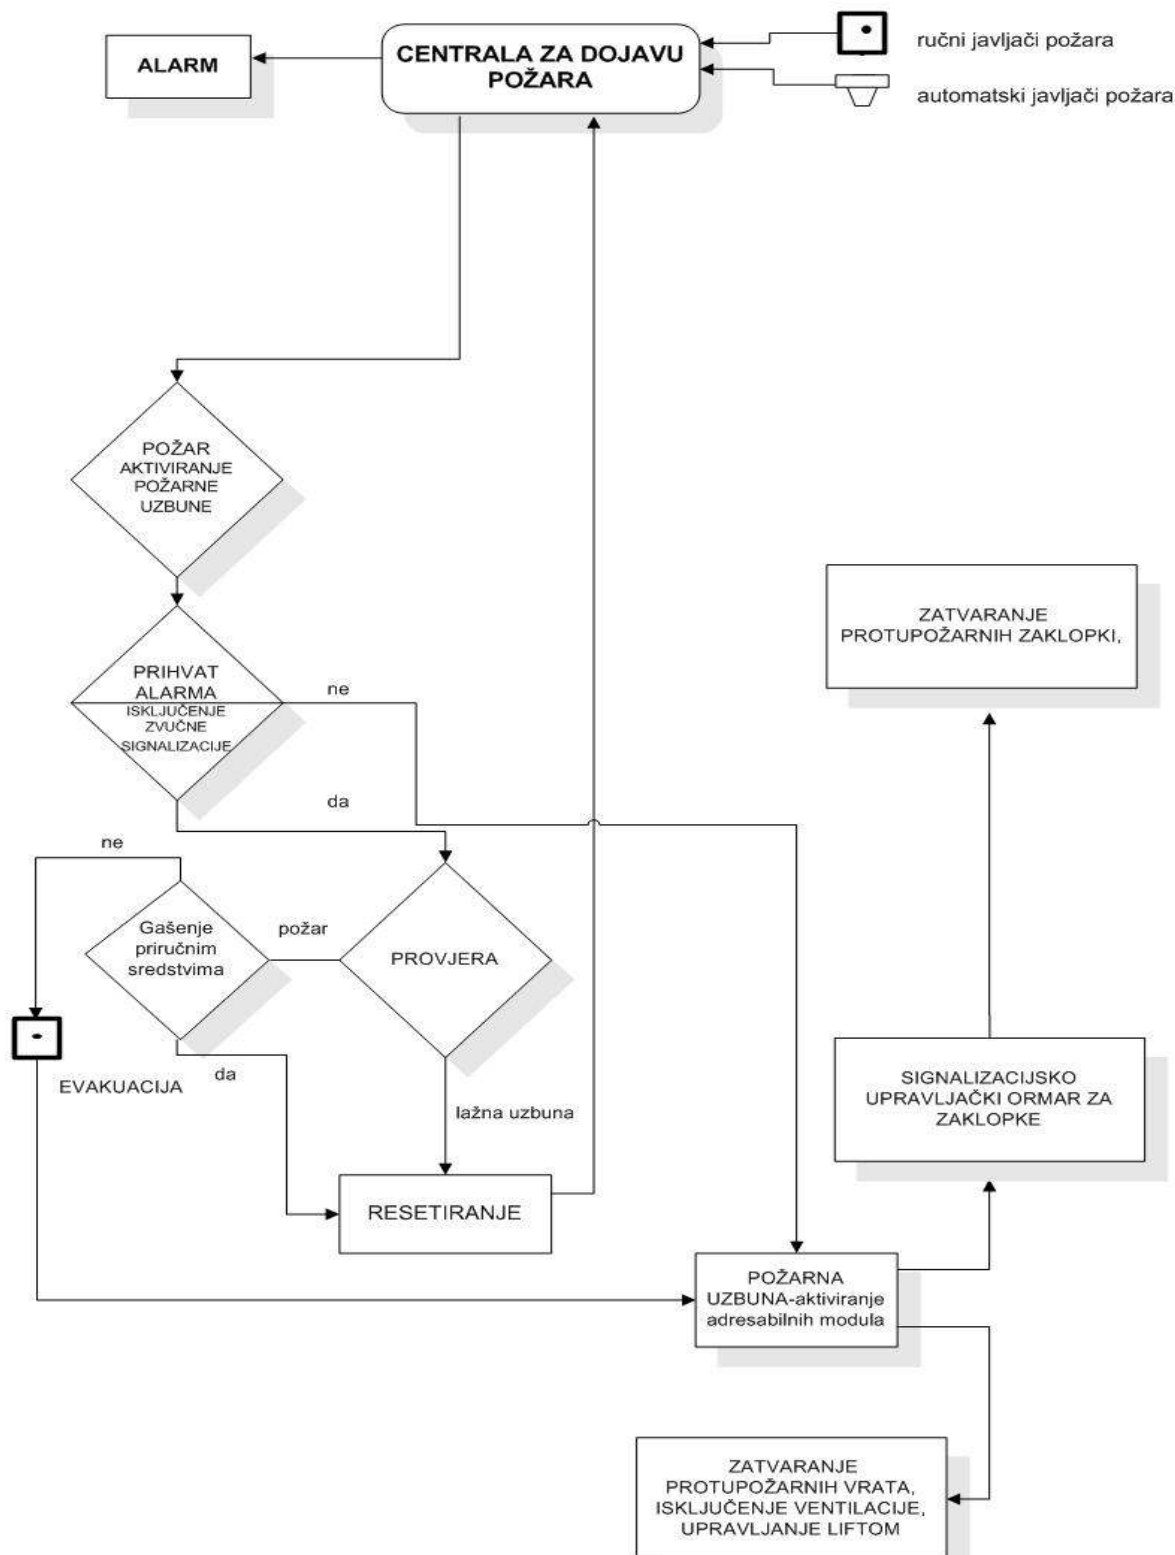 ALARM
CENTRALA ZA DOJAVU
POŽARA
ručni javljači požara
automatski javljači požara
POŽAR
AKTIVIRANJE
POŽARNE
UZBUNE
PRIHVAT
ALARMA
ISKLJUČENJE
ZVUČNE
SIGNALIZACIJE
ne
da
ne
Gašenje
priručnim
sredstvima
požar
PROVJERA
EVAKUACIJA
da
lažna uzbuna
RESETIRANJE
ZATVARANJE
PROTUPOŽARNIH ZAKLOPKI,
SIGNALIZACIJSKO
UPRAVLJAČKI ORMAR ZA
ZAKLOPKE
POŽARNA
UZBUNA-aktiviranje
adresabilnih modula
ZATVARANJE
PROTUPOŽARNIH VRATA,
ISKLJUČENJE VENTILACIJE,
UPRAVLJANJE LIFTOM